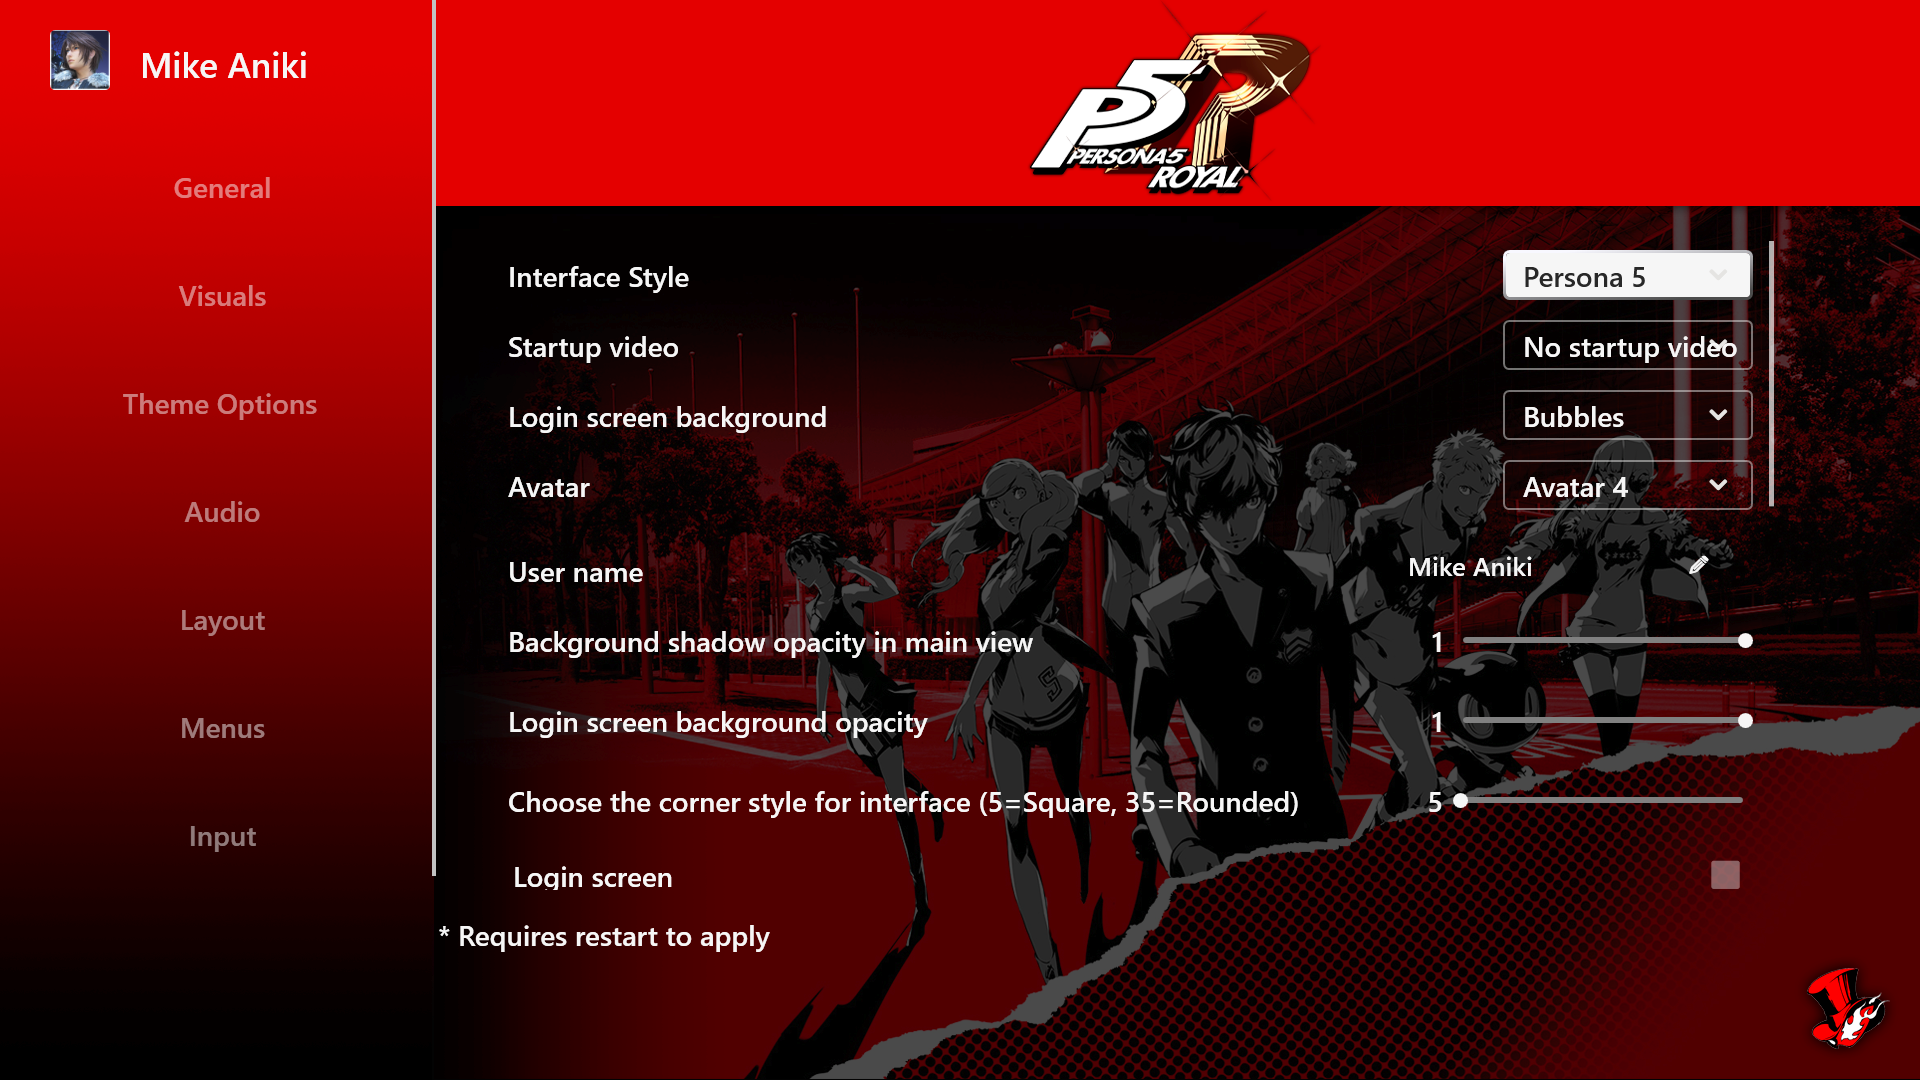 Mike Aniki
General
Visuals
Theme Options
Audio
Layout
Menus
Input
P5R
PERSONA5
ROYAL
Interface Style
Persona 5
Startup video
No startup video
Login screen background
Bubbles
Avatar
Avatar 4
User name
Mike Aniki
Background shadow opacity in main view
1
Login screen background opacity
1
Choose the corner style for interface (5=Square, 35=Rounded)
5
Login screen
* Requires restart to apply